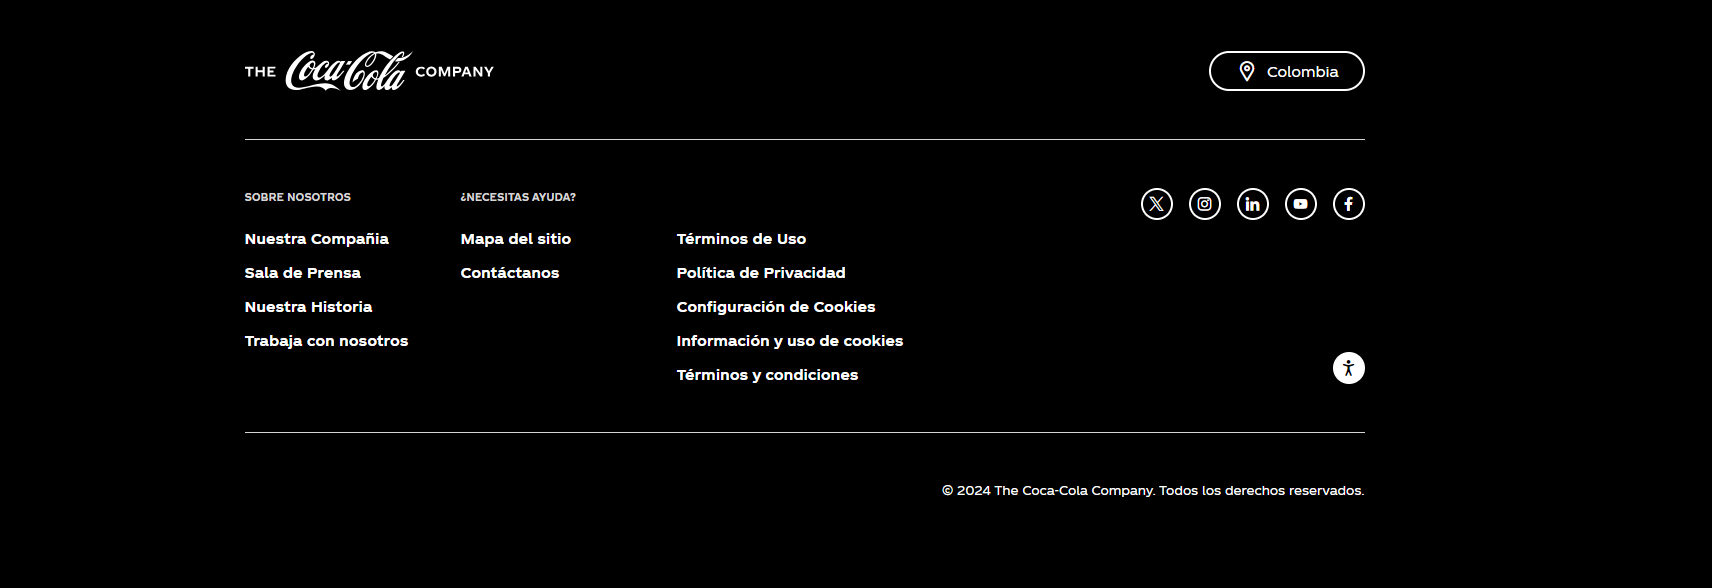 THE Coca-Cola COMPANY
Colombia
SOBRE NOSOTROS
Nuestra Compañia
Sala de Prensa
Nuestra Historia
Trabaja con nosotros
¿NECESITAS AYUDA?
Mapa del sitio
Contáctanos
Términos de Uso
Política de Privacidad
Configuración de Cookies
Información y uso de cookies
Términos y condiciones
© 2024 The Coca-Cola Company. Todos los derechos reservados.